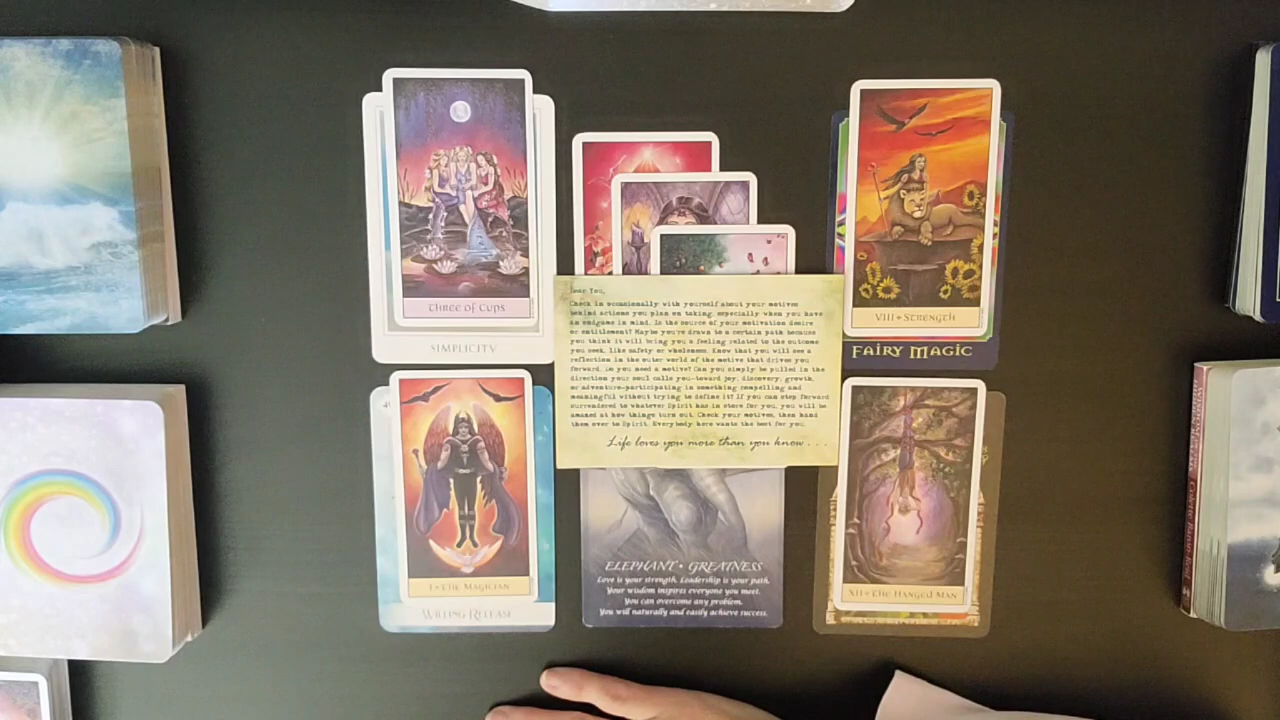 Three of Cups
SIMPLICITY
VIII • Strength
FAIRY MAGIC
Dear You,
Check in occasionally with yourself about your motives
behind actions you plan on taking, especially when you have
an endgame in mind. Is the source of your motivation desire
or entitlement? Maybe you're drawn to a certain path because
you think it will bring you a feeling related to the outcome
you seek, like safety or wholeness. Know that you will see a
reflection in the outer world of the motive that drives you
forward. Do you need a motive? Can you simply be pulled in the
direction your soul calls you—toward joy, discovery, growth,
or adventure—participating in something compelling and
meaningful without trying to define it? If you can step forward
surrendered to whatever Spirit has in store for you, you will be
amazed at how things turn out. Check your motives, then hand
them over to Spirit. Everybody here wants the best for you.
Life loves you more than you know . . .
I • The Magician
Willing Release
ELEPHANT • GREATNESS
Love is your strength. Leadership is your path.
Your wisdom inspires everyone you meet.
You can overcome any problem.
You will naturally and easily achieve success.
XII • The Hanged Man